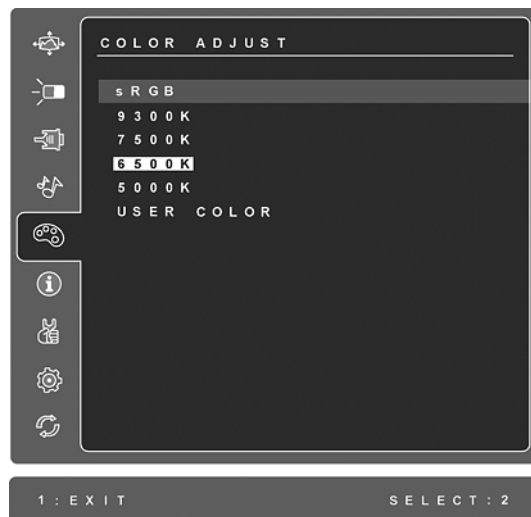 COLOR ADJUST
sRGB
9300K
7500K
6500K
5000K
USER COLOR
1:EXIT SELECT:2